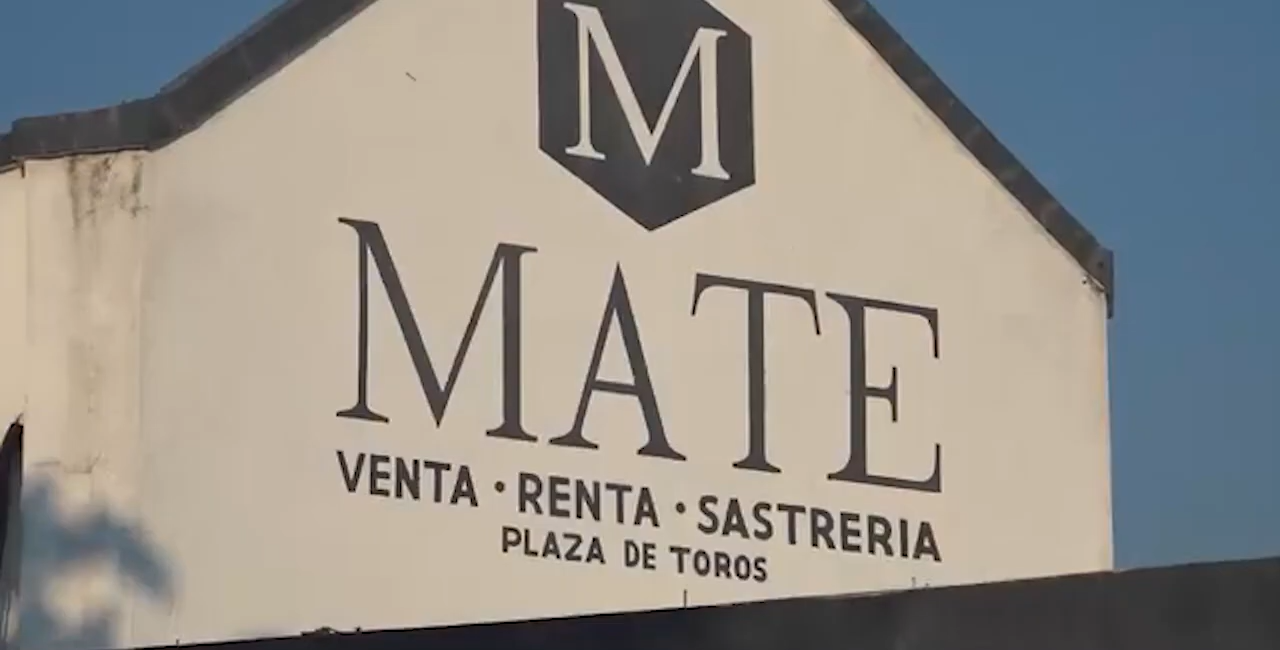 M
MATE
VENTA · RENTA · SASTRERIA
PLAZA DE TOROS